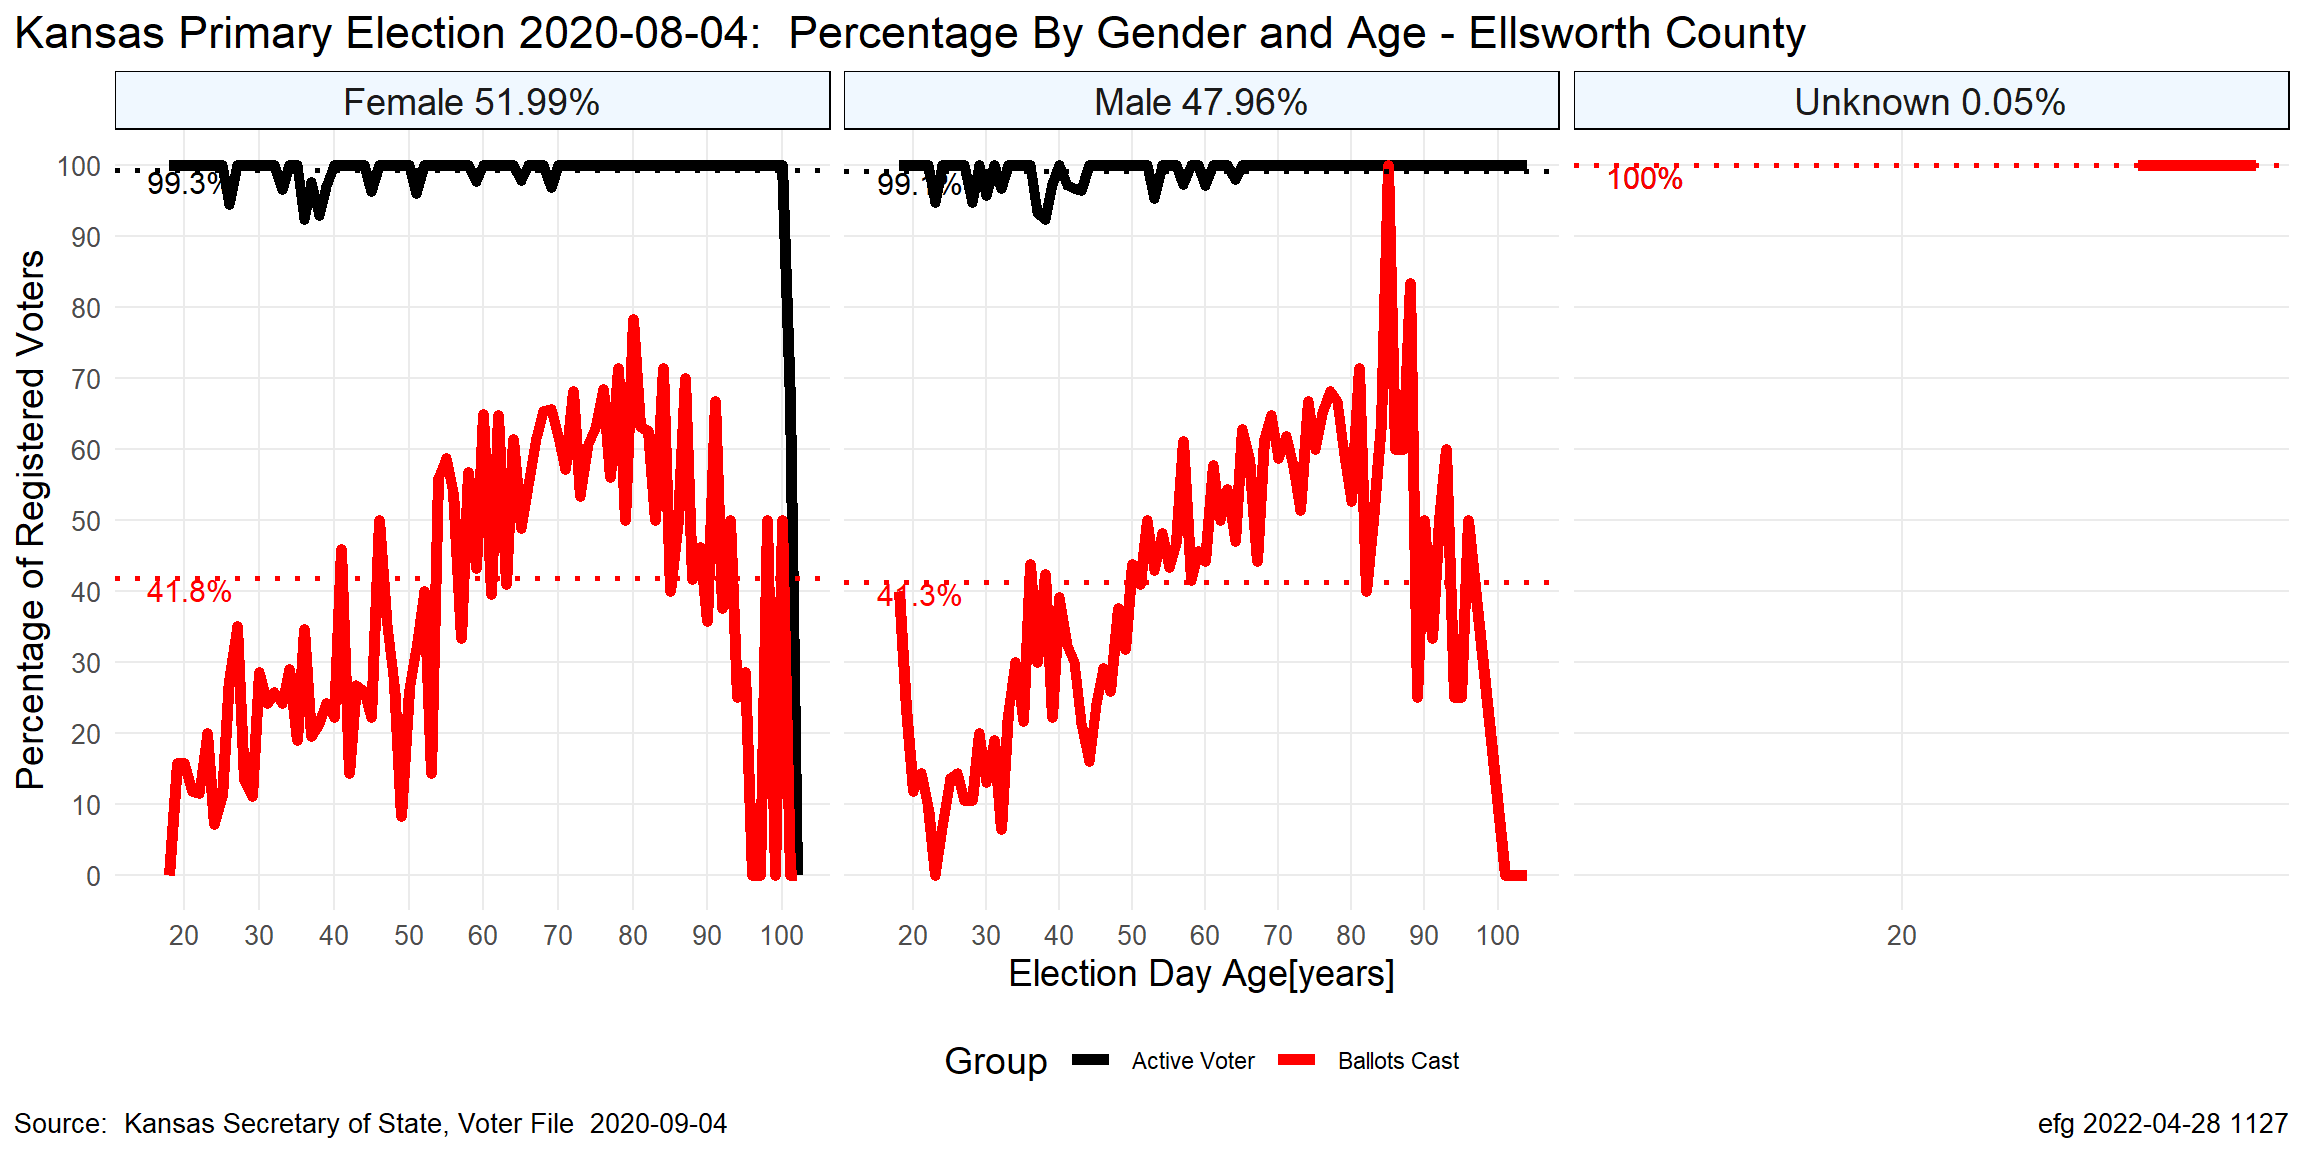 Kansas Primary Election 2020-08-04:  Percentage By Gender and Age - Ellsworth County
Female 51.99%
Male 47.96%
Unknown 0.05%
Percentage of Registered Voters
100
90
80
70
60
50
40
30
20
10
0
99.3%
41.8%
99.1%
41.3%
100%
20 30 40 50 60 70 80 90 100
20 30 40 50 60 70 80 90 100
20
Election Day Age[years]
Group Active Voter Ballots Cast
Source:  Kansas Secretary of State, Voter File  2020-09-04
efg 2022-04-28 1127